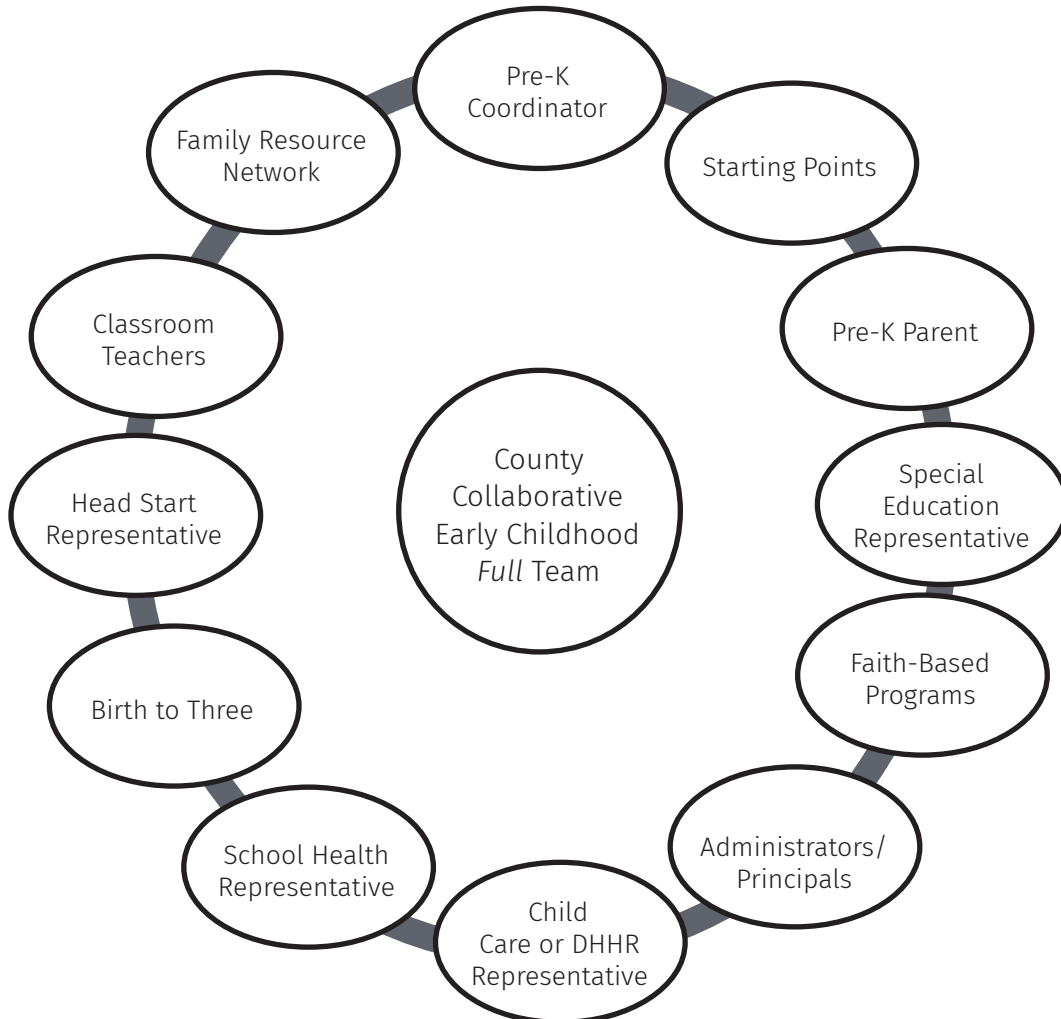 Pre-K
Coordinator
Starting Points
Pre-K Parent
Special
Education
Representative
Faith-Based
Programs
Administrators/
Principals
Child
Care or DHHR
Representative
School Health
Representative
Birth to Three
Head Start
Representative
Classroom
Teachers
Family Resource
Network
County
Collaborative
Early Childhood
Full Team